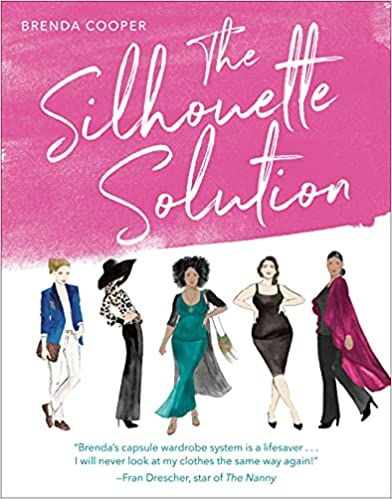 BRENDA COOPER
The
Silhouette
Solution
"Brenda's capsule wardrobe system is a lifesaver . . .
I will never look at my clothes the same way again!"
—Fran Drescher, star of The Nanny